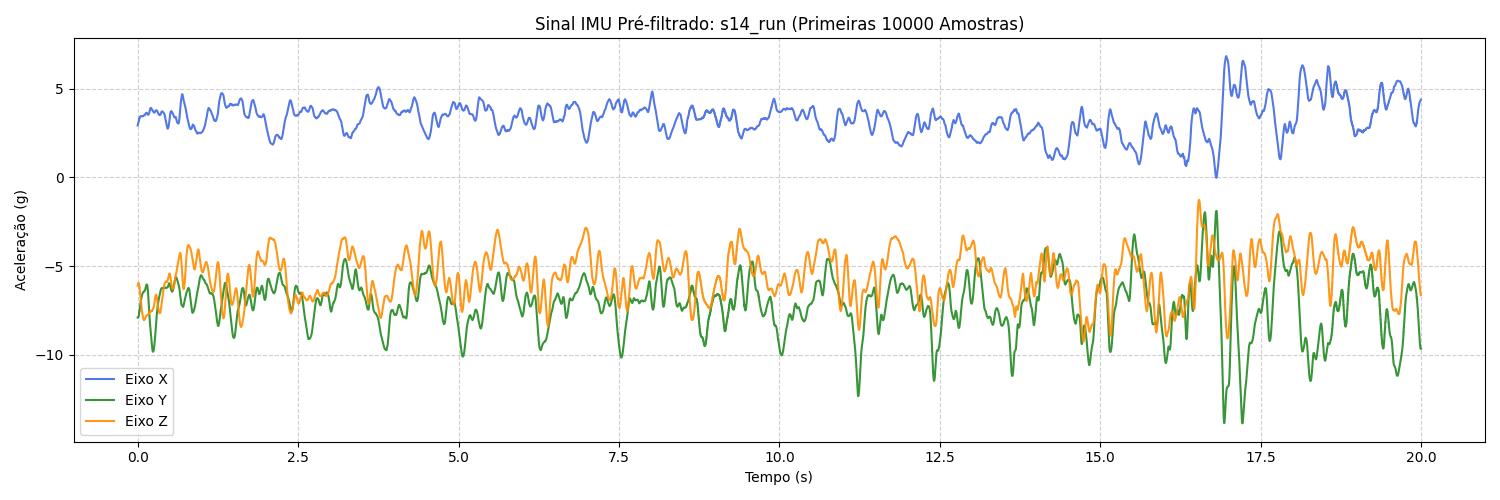 Sinal IMU Pré-filtrado: s14_run (Primeiras 10000 Amostras)
Aceleração (g)
5
0
−5
−10
Eixo X
Eixo Y
Eixo Z
0.0 2.5 5.0 7.5 10.0 12.5 15.0 17.5 20.0
Tempo (s)